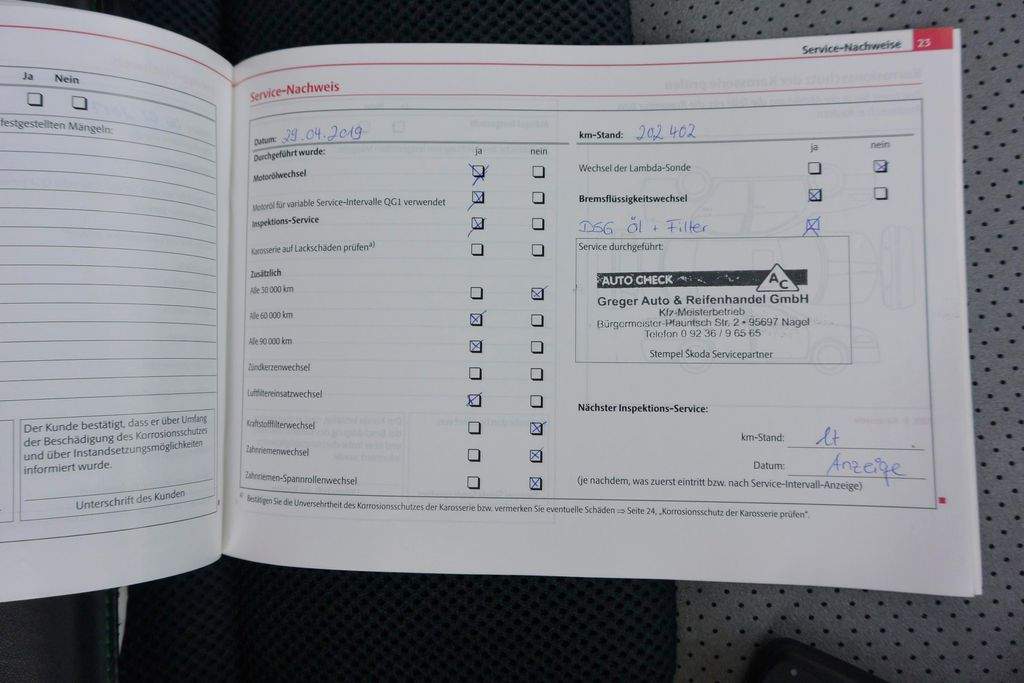 Ja Nein
festgestellten Mängeln:
Der Kunde bestätigt, dass er über Umfang
der Beschädigung des Korrosionsschutzes
und über Instandsetzungsmöglichkeiten
informiert wurde.
Unterschrift des Kunden
Service-Nachweise 23
Service-Nachweis
Datum: 29.04.2019
Durchgeführt wurde: ja nein
Motorölwechsel
Motoröl für variable Service-Intervalle QG1 verwendet
Inspektions-Service
Karosserie auf Lackschäden prüfen a)
Zusätzlich
Alle 30 000 km
Alle 60 000 km
Alle 90 000 km
Zündkerzenwechsel
Luftfiltereinsatzwechsel
Kraftstofffilterwechsel
Zahnriemenwechsel
Zahnriemen-Spannrollenwechsel
km-Stand: 202 402
ja nein
Wechsel der Lambda-Sonde
Bremsflüssigkeitswechsel
DSG Öl + Filter
Service durchgeführt:
AUTO CHECK AC
Greger Auto & Reifenhandel GmbH
Kfz-Meisterbetrieb
Bürgermeister-Pfauntsch Str. 2 • 95697 Nagel
Telefon 0 92 36 / 9 65 65
Stempel Škoda Servicepartner
Nächster Inspektions-Service:
km-Stand: lt
Datum: Anzeige
(je nachdem, was zuerst eintritt bzw. nach Service-Intervall-Anzeige)
a) Bestätigen Sie die Unversehrtheit des Korrosionsschutzes der Karosserie bzw. vermerken Sie eventuelle Schäden ⇒ Seite 24, „Korrosionsschutz der Karosserie prüfen".